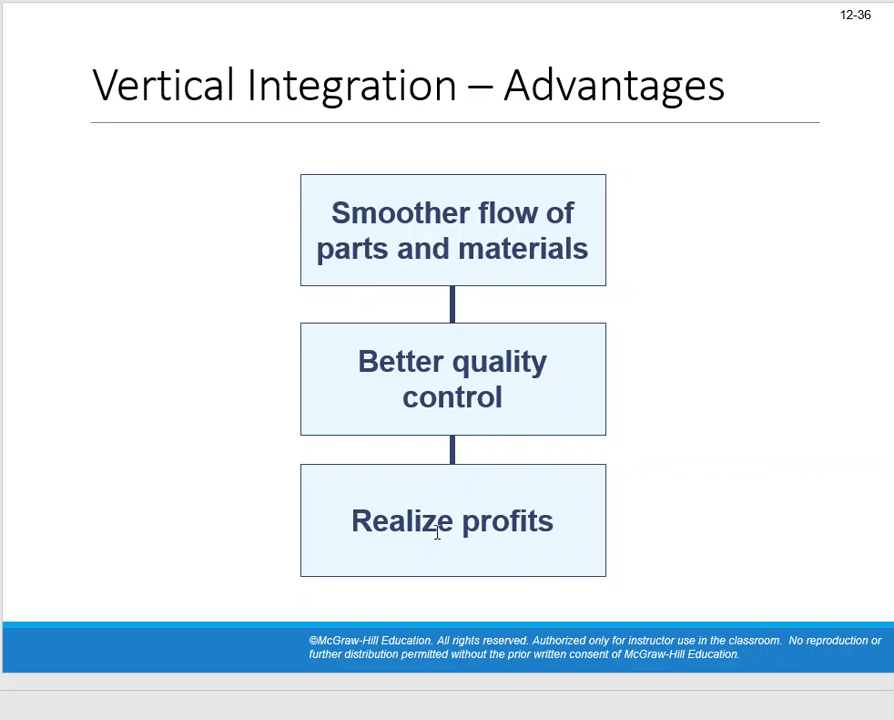 12-36
Vertical Integration – Advantages
Smoother flow of
parts and materials
Better quality
control
Realize profits
©McGraw-Hill Education. All rights reserved. Authorized only for instructor use in the classroom.  No reproduction or
further distribution permitted without the prior written consent of McGraw-Hill Education.